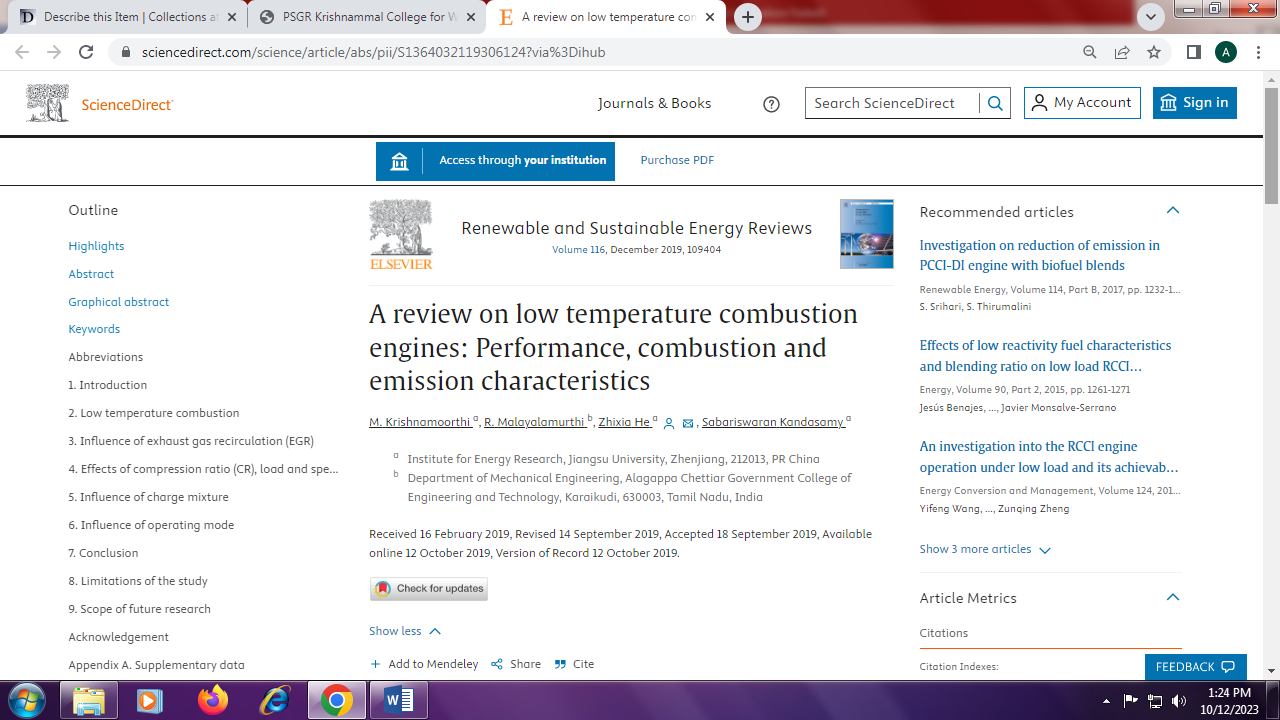 Describe this Item | Collections at
PSGR Krishnammal College for W
A review on low temperature con
sciencedirect.com/science/article/abs/pii/S1364032119306124?via%3Dihub
A
ScienceDirect
Journals & Books
Search ScienceDirect
My Account
Sign in
Access through your institution
Purchase PDF
Outline
Highlights
Abstract
Graphical abstract
Keywords
Abbreviations
1. Introduction
2. Low temperature combustion
3. Influence of exhaust gas recirculation (EGR)
4. Effects of compression ratio (CR), load and spe...
5. Influence of charge mixture
6. Influence of operating mode
7. Conclusion
8. Limitations of the study
9. Scope of future research
Acknowledgement
Appendix A. Supplementary data
ELSEVIER
Renewable and Sustainable Energy Reviews
Volume 116, December 2019, 109404
A review on low temperature combustion
engines: Performance, combustion and
emission characteristics
M. Krishnamoorthi a, R. Malayalamurthi b, Zhixia He a, Sabariswaran Kandasamy a
a Institute for Energy Research, Jiangsu University, Zhenjiang, 212013, PR China
b Department of Mechanical Engineering, Alagappa Chettiar Government College of
Engineering and Technology, Karaikudi, 630003, Tamil Nadu, India
Received 16 February 2019, Revised 14 September 2019, Accepted 18 September 2019, Available
online 12 October 2019, Version of Record 12 October 2019.
Check for updates
Show less
Add to Mendeley
Share
Cite
Recommended articles
Investigation on reduction of emission in
PCCI-DI engine with biofuel blends
Renewable Energy, Volume 114, Part B, 2017, pp. 1232-1...
S. Srihari, S. Thirumalini
Effects of low reactivity fuel characteristics
and blending ratio on low load RCCI...
Energy, Volume 90, Part 2, 2015, pp. 1261-1271
Jesús Benajes, ..., Javier Monsalve-Serrano
An investigation into the RCCI engine
operation under low load and its achievab...
Energy Conversion and Management, Volume 124, 201...
Yifeng Wang, ..., Zunqing Zheng
Show 3 more articles
Article Metrics
Citations
Citation Indexes:
FEEDBACK
1:24 PM
10/12/2023